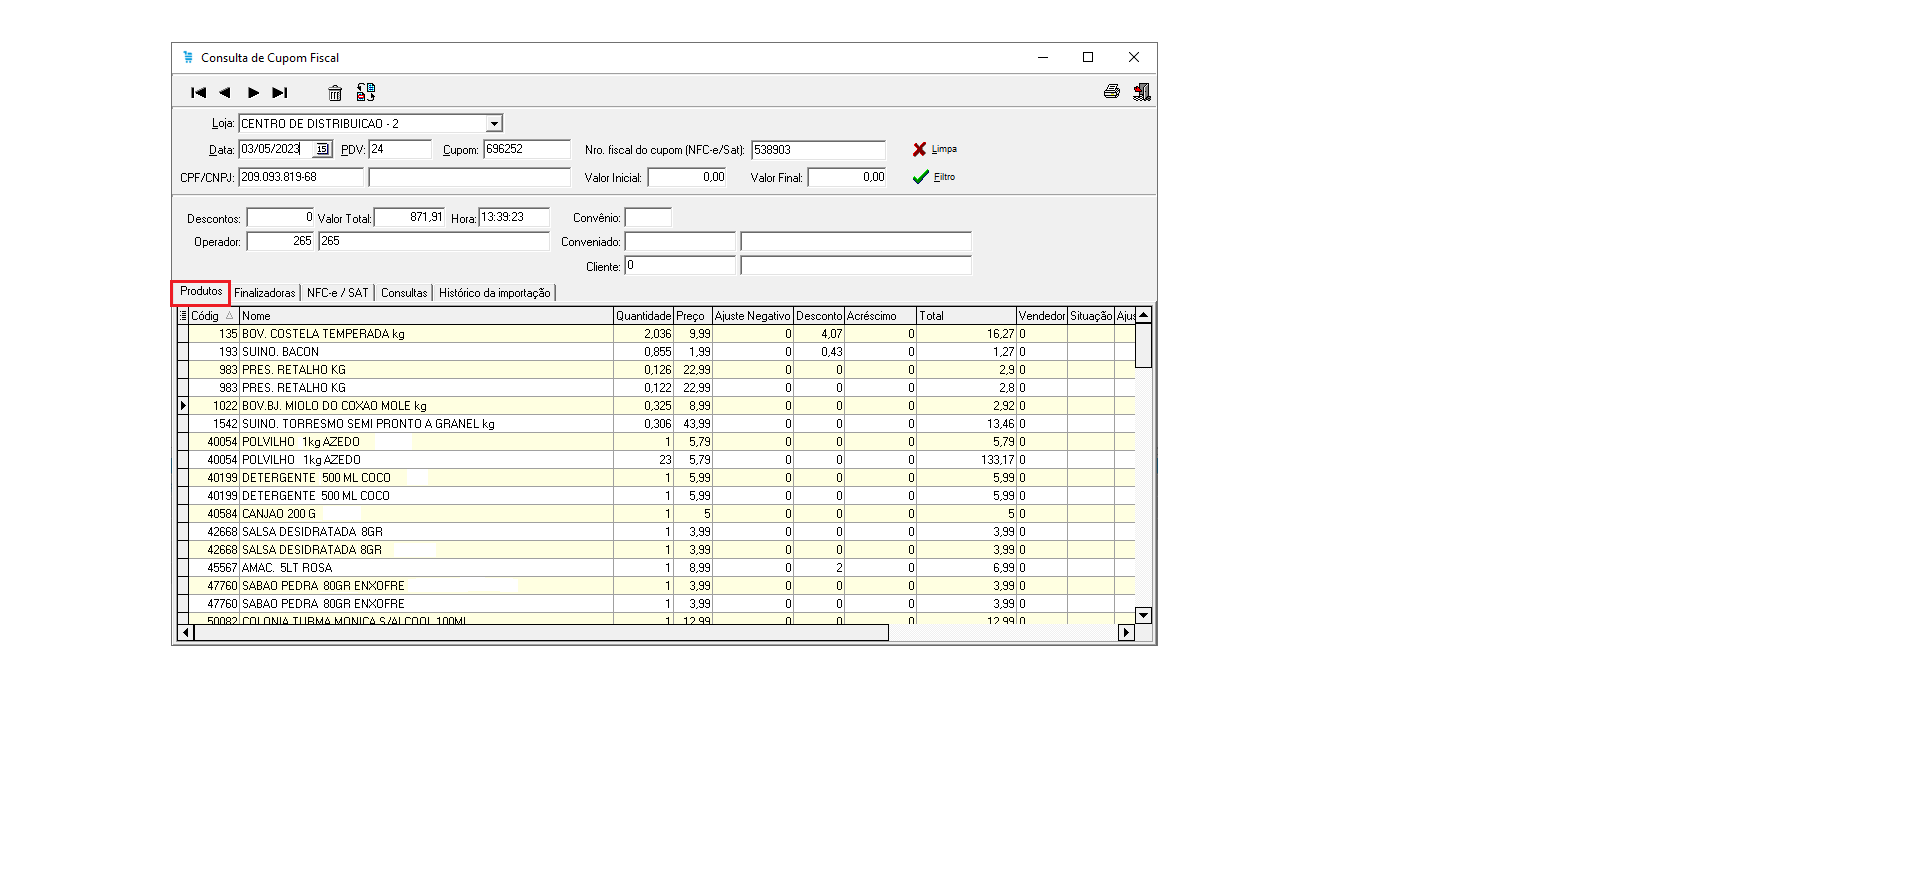 Consulta de Cupom Fiscal
Loja: CENTRO DE DISTRIBUICAO - 2
Data: 03/05/2023 15 PDV: 24 Cupom: 696252 Nro. fiscal do cupom (NFC-e/Sat): 538903 Limpa
CPF/CNPJ: 209.093.819-68 Valor Inicial: 0,00 Valor Final: 0,00 Filtro
Descontos: 0 Valor Total: 871,91 Hora: 13:39:23 Convênio:
Operador: 265 265 Conveniado:
Cliente: 0
Produtos Finalizadoras NFC-e / SAT Consultas Histórico da importação
Códig Nome Quantidade Preço Ajuste Negativo Desconto Acréscimo Total Vendedor Situação Ajus
135 BOV. COSTELA TEMPERADA kg 2,036 9,99 0 4,07 0 16,27 0
193 SUINO. BACON 0,855 1,99 0 0,43 0 1,27 0
983 PRES. RETALHO KG 0,126 22,99 0 0 0 2,9 0
983 PRES. RETALHO KG 0,122 22,99 0 0 0 2,8 0
1022 BOV.BJ. MIOLO DO COXAO MOLE kg 0,325 8,99 0 0 0 2,92 0
1542 SUINO. TORRESMO SEMI PRONTO A GRANEL kg 0,306 43,99 0 0 0 13,46 0
40054 POLVILHO 1kg AZEDO 1 5,79 0 0 0 5,79 0
40054 POLVILHO 1kg AZEDO 23 5,79 0 0 0 133,17 0
40199 DETERGENTE 500 ML COCO 1 5,99 0 0 0 5,99 0
40199 DETERGENTE 500 ML COCO 1 5,99 0 0 0 5,99 0
40584 CANJAO 200 G 1 5 0 0 0 5 0
42668 SALSA DESIDRATADA 8GR 1 3,99 0 0 0 3,99 0
42668 SALSA DESIDRATADA 8GR 1 3,99 0 0 0 3,99 0
45567 AMAC. 5LT ROSA 1 8,99 0 2 0 6,99 0
47760 SABAO PEDRA 80GR ENXOFRE 1 3,99 0 0 0 3,99 0
47760 SABAO PEDRA 80GR ENXOFRE 1 3,99 0 0 0 3,99 0
50082 COLONIA TURMA MONICA S/ALCOOL 100ML 1 12,99 0 0 0 12,99 0